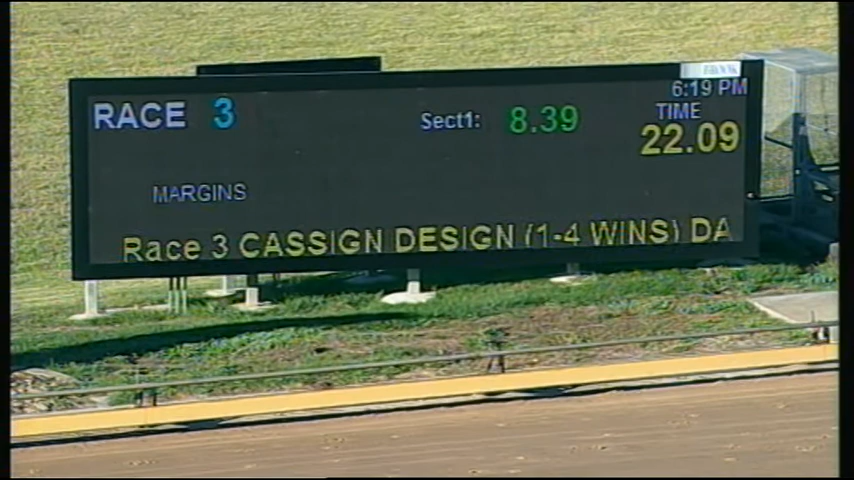 6:19 PM
RACE 3 Sect1: 8.39 TIME
22.09
MARGINS
Race 3 CASSIGN DESIGN (1-4 WINS) DA